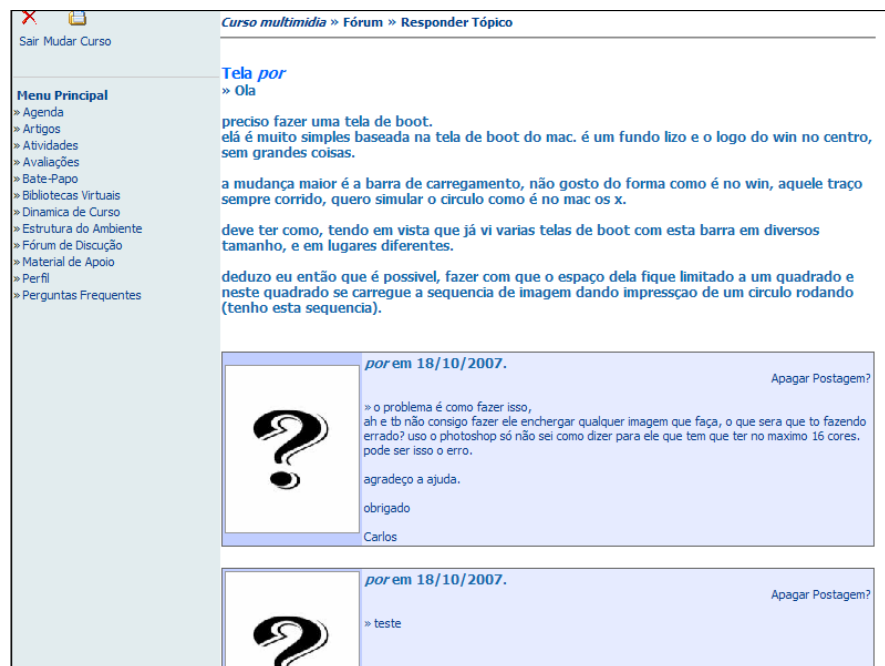 Sair Mudar Curso
Menu Principal
» Agenda
» Artigos
» Atividades
» Avaliações
» Bate-Papo
» Bibliotecas Virtuais
» Dinamica de Curso
» Estrutura do Ambiente
» Fórum de Discução
» Material de Apoio
» Perfil
» Perguntas Frequentes
Curso multimidia » Fórum » Responder Tópico
Tela por
» Ola
preciso fazer uma tela de boot.
elá é muito simples baseada na tela de boot do mac. é um fundo lizo e o logo do win no centro,
sem grandes coisas.
a mudança maior é a barra de carregamento, não gosto do forma como é no win, aquele traço
sempre corrido, quero simular o circulo como é no mac os x.
deve ter como, tendo em vista que já vi varias telas de boot com esta barra em diversos
tamanho, e em lugares diferentes.
deduzo eu então que é possivel, fazer com que o espaço dela fique limitado a um quadrado e
neste quadrado se carregue a sequencia de imagem dando impressçao de um circulo rodando
(tenho esta sequencia).
por em 18/10/2007.
Apagar Postagem?
» o problema é como fazer isso,
ah e tb não consigo fazer ele enchergar qualquer imagem que faça, o que sera que to fazendo
errado? uso o photoshop só não sei como dizer para ele que tem que ter no maximo 16 cores.
pode ser isso o erro.
agradeço a ajuda.
obrigado
Carlos
por em 18/10/2007.
Apagar Postagem?
» teste